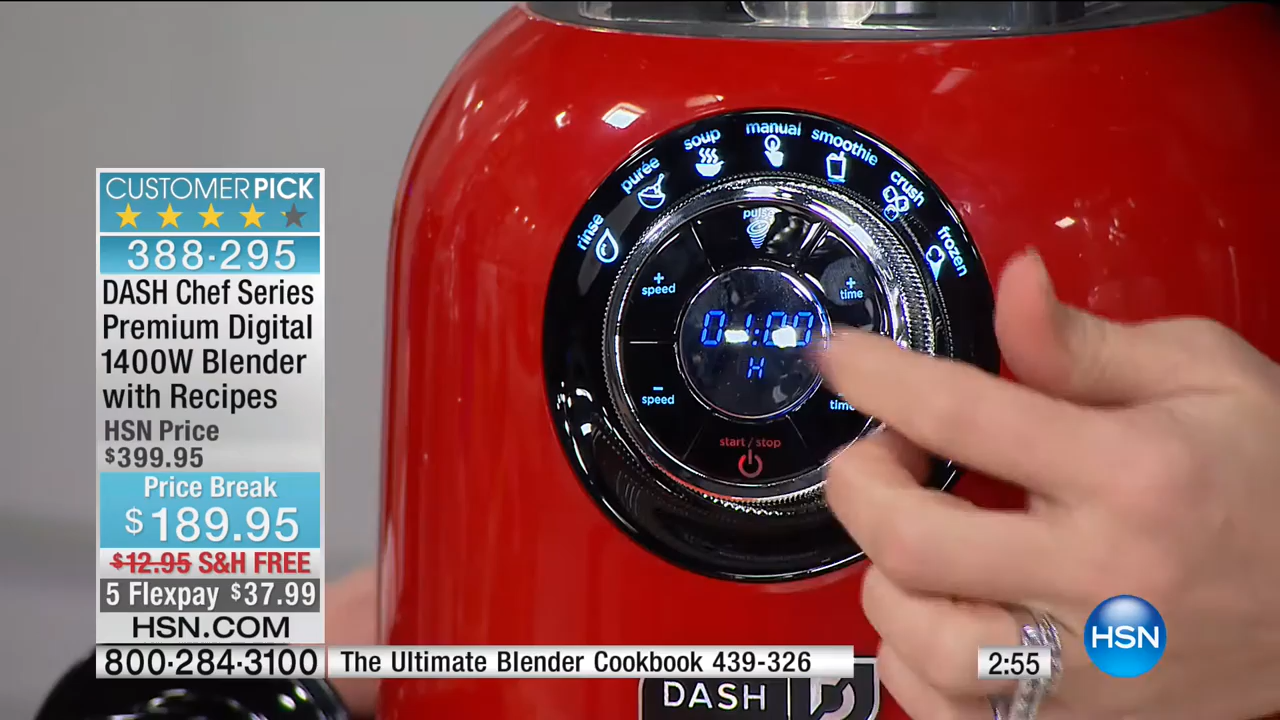 CUSTOMER PICK
388-295
DASH Chef Series
Premium Digital
1400W Blender
with Recipes
HSN Price
$399.95
Price Break
$189.95
$12.95 S&H FREE
5 Flexpay $37.99
HSN.COM
800·284·3100
The Ultimate Blender Cookbook 439-326
2:55
HSN
rinse
purée
soup
manual
smoothie
crush
frozen
pulse
+
speed
+
time
01:00
H
-
speed
time
start / stop
DASH